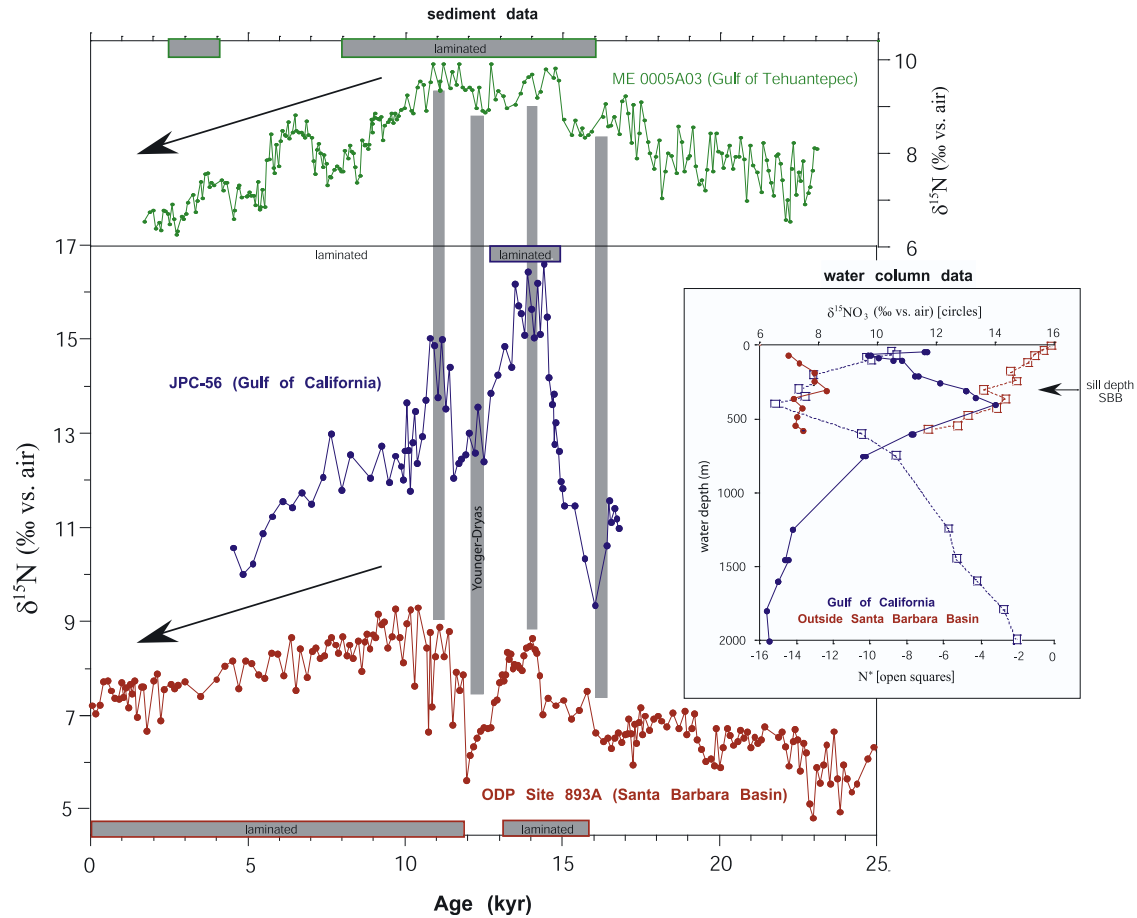 sediment data
laminated
10
ME 0005A03 (Gulf of Tehuantepec)
8
δ¹⁵N (‰ vs. air)
6
17
laminated
laminated
15
JPC-56 (Gulf of California)
13
11
Younger-Dryas
δ¹⁵N (‰ vs. air)
9
7
5
ODP Site 893A (Santa Barbara Basin)
laminated
laminated
0 5 10 15 20 25
Age (kyr)
water column data
δ¹⁵NO₃ (‰ vs. air) [circles]
6 8 10 12 14 16
0
sill depth
SBB
500
1000
water depth (m)
1500
Gulf of California
Outside Santa Barbara Basin
2000
-16 -14 -12 -10 -8 -6 -4 -2 0
N* [open squares]